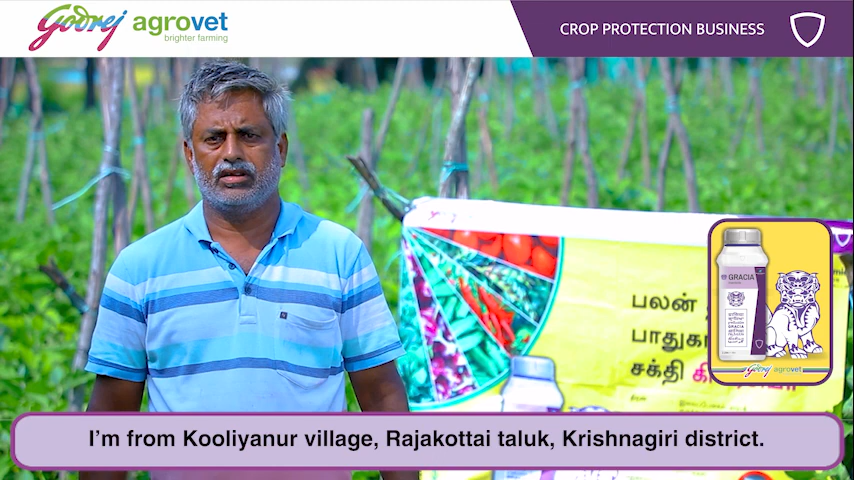 Godrej agrovet
brighter farming
CROP PROTECTION BUSINESS
GRACIA
பலன்
சக்தி
GRACIA
Godrej agrovet
I'm from Kooliyanur village, Rajakottai taluk, Krishnagiri district.